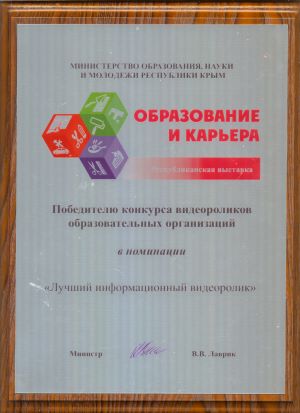 МИНИСТЕРСТВО ОБРАЗОВАНИЯ, НАУКИ
И МОЛОДЕЖИ РЕСПУБЛИКИ КРЫМ
ОБРАЗОВАНИЕ
И КАРЬЕРА
Республиканская выставка
Победителю конкурса видеороликов
образовательных организаций
в номинации
«Лучший информационный видеоролик»
Министр В.В. Лаврик